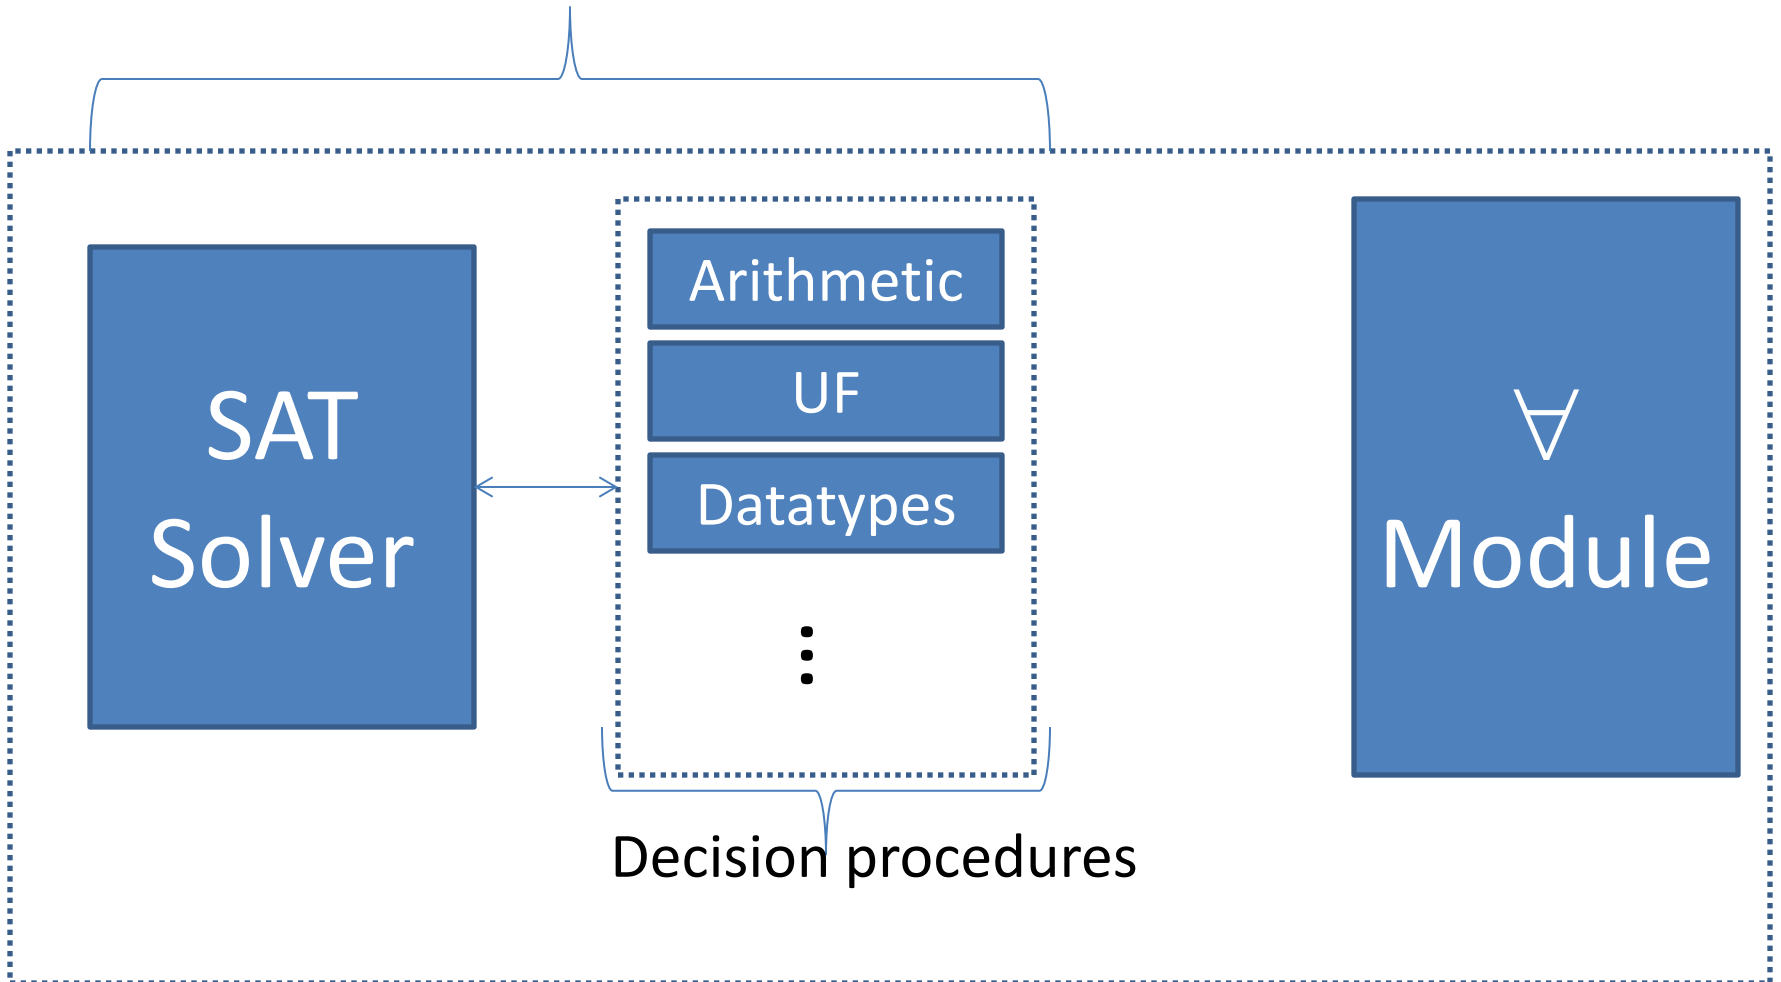 SAT
Solver
Arithmetic
UF
Datatypes
⋮
Decision procedures
∀
Module